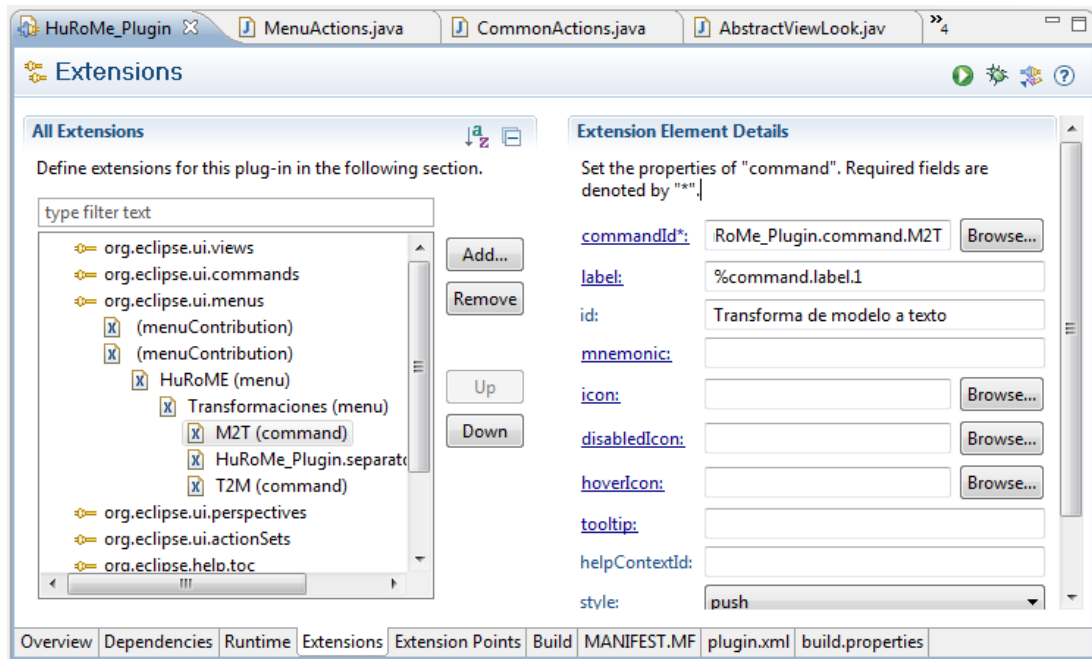 HuRoMe_Plugin
MenuActions.java
CommonActions.java
AbstractViewLook.jav
»4
Extensions
All Extensions
Define extensions for this plug-in in the following section.
type filter text
org.eclipse.ui.views
org.eclipse.ui.commands
org.eclipse.ui.menus
(menuContribution)
(menuContribution)
HuRoME (menu)
Transformaciones (menu)
M2T (command)
HuRoMe_Plugin.separato
T2M (command)
org.eclipse.ui.perspectives
org.eclipse.ui.actionSets
org.eclipse.help.toc
Add...
Remove
Up
Down
Extension Element Details
Set the properties of "command". Required fields are
denoted by "*".
commandId*: RoMe_Plugin.command.M2T Browse...
label: %command.label.1
id: Transforma de modelo a texto
mnemonic:
icon: Browse...
disabledIcon: Browse...
hoverIcon: Browse...
tooltip:
helpContextId:
style: push
Overview Dependencies Runtime Extensions Extension Points Build MANIFEST.MF plugin.xml build.properties